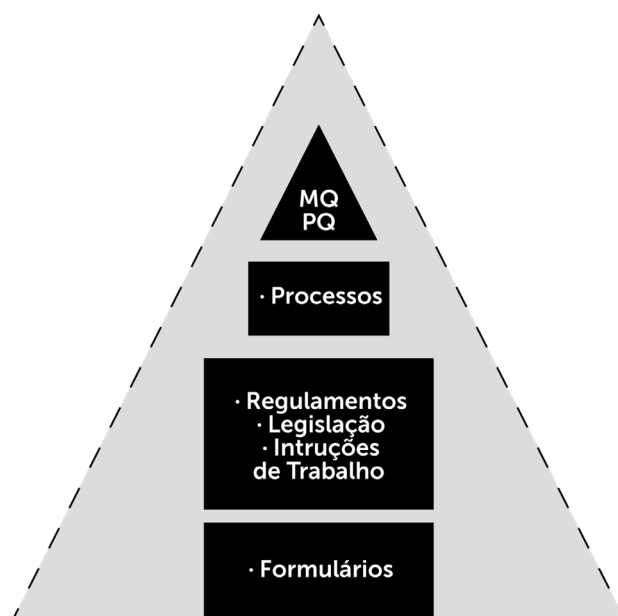 MQ
PQ
· Processos
· Regulamentos
· Legislação
· Intruções
de Trabalho
· Formulários